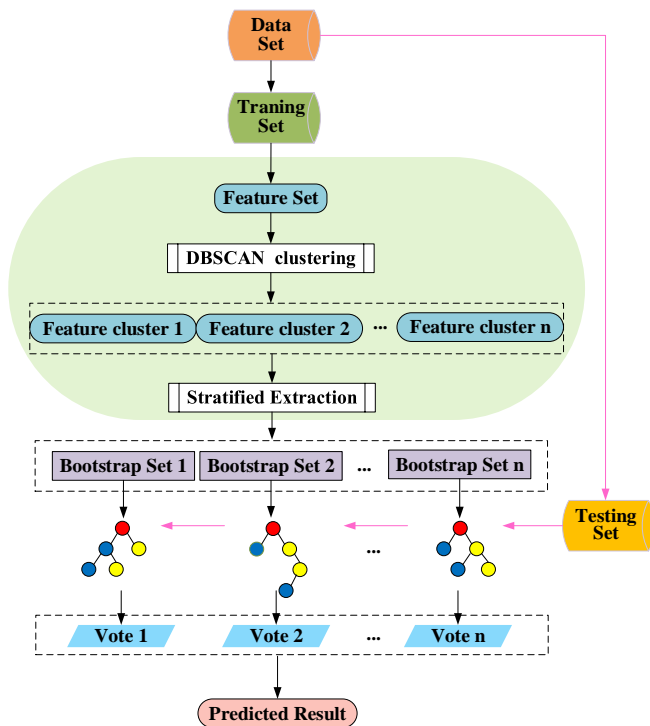 Data
Set
Traning
Set
Feature Set
DBSCAN clustering
Feature cluster 1 Feature cluster 2 ... Feature cluster n
Stratified Extraction
Bootstrap Set 1 Bootstrap Set 2 ... Bootstrap Set n
Testing
Set
...
Vote 1 Vote 2 ... Vote n
Predicted Result